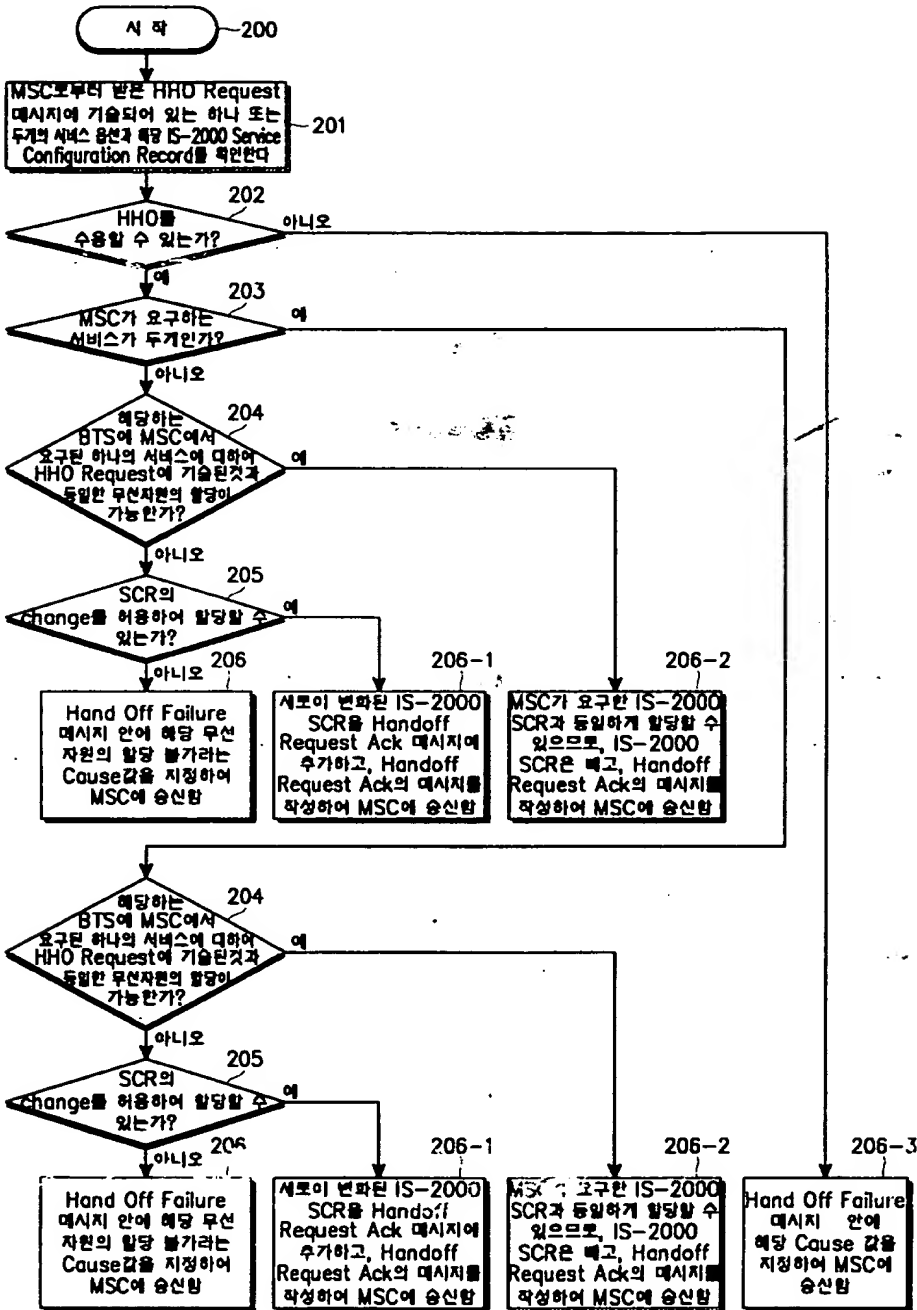 시 작
200
MSC로부터 받은 HHO Request
메시지에 기술되어 있는 하나 또는
두개의 서비스 옵션과 해당 IS-2000 Service
Configuration Record를 확인한다
201
202
HHO를
수용할 수 있는가?
아니오
예
203
MSC가 요구하는
서비스가 두개인가?
예
아니오
204
해당하는
BTS에 MSC에서
요구된 하나의 서비스에 대하여
HHO Request에 기술된것과
동일한 무선자원의 할당이
가능한가?
예
아니오
205
SCR의
change를 허용하여 할당할 수
있는가?
예
아니오
206
Hand Off Failure
메시지 안에 해당 무선
자원의 할당 불가라는
Cause값을 지정하여
MSC에 송신함
206-1
새로이 변화된 IS-2000
SCR을 Handoff
Request Ack 메시지에
추가하고, Handoff
Request Ack의 메시지를
작성하여 MSC에 송신함
206-2
MSC가 요구한 IS-2000
SCR과 동일하게 할당할 수
있으므로, IS-2000
SCR은 빼고, Handoff
Request Ack의 메시지를
작성하여 MSC에 송신함
204
해당하는
BTS에 MSC에서
요구된 하나의 서비스에 대하여
HHO Request에 기술된것과
동일한 무선자원의 할당이
가능한가?
예
아니오
205
SCR의
change를 허용하여 할당할 수
있는가?
예
아니오
206
Hand Off Failure
메시지 안에 해당 무선
자원의 할당 불가라는
Cause값을 지정하여
MSC에 송신함
206-1
새로이 변화된 IS-2000
SCR을 Handoff
Request Ack 메시지에
추가하고, Handoff
Request Ack의 메시지를
작성하여 MSC에 송신함
206-2
MSC 요구한 IS-2000
SCR과 동일하게 할당할 수
있으므로, IS-2000
SCR은 빼고, Handoff
Request Ack의 메시지를
작성하여 MSC에 송신함
206-3
Hand Off Failure
메시지 안에
해당 Cause 값을
지정하여 MSC에
송신함